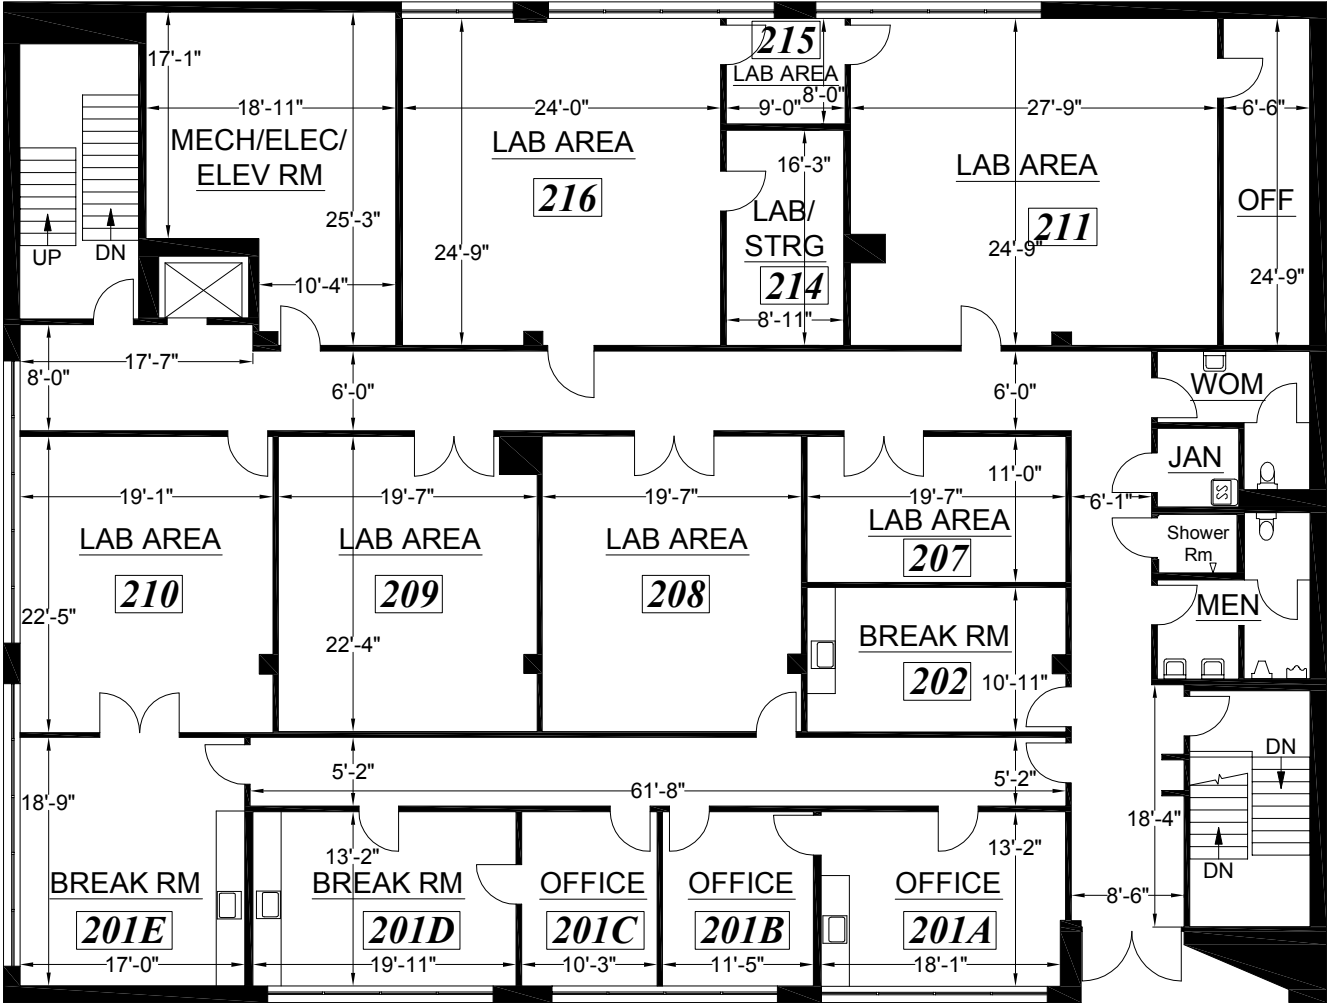 215
17'-1"
LAB AREA
8'-0"
18'-11"
24'-0"
9'-0"
27'-9"
6'-6"
MECH/ELEC/
ELEV RM
LAB AREA
216
16'-3"
LAB AREA
211
OFF
LAB/
STRG
214
25'-3"
24'-9"
24'-9"
24'-9"
UP
DN
10'-4"
8'-11"
17'-7"
8'-0"
6'-0"
6'-0"
WOM
JAN
11'-0"
19'-1"
19'-7"
19'-7"
19'-7"
6'-1"
LAB AREA
210
LAB AREA
209
LAB AREA
208
LAB AREA
207
Shower
Rm
MEN
22'-5"
22'-4"
BREAK RM
202
10'-11"
DN
5'-2"
5'-2"
61'-8"
18'-9"
18'-4"
13'-2"
13'-2"
DN
BREAK RM
201E
BREAK RM
201D
OFFICE
201C
OFFICE
201B
OFFICE
201A
8'-6"
17'-0"
19'-11"
10'-3"
11'-5"
18'-1"
SS